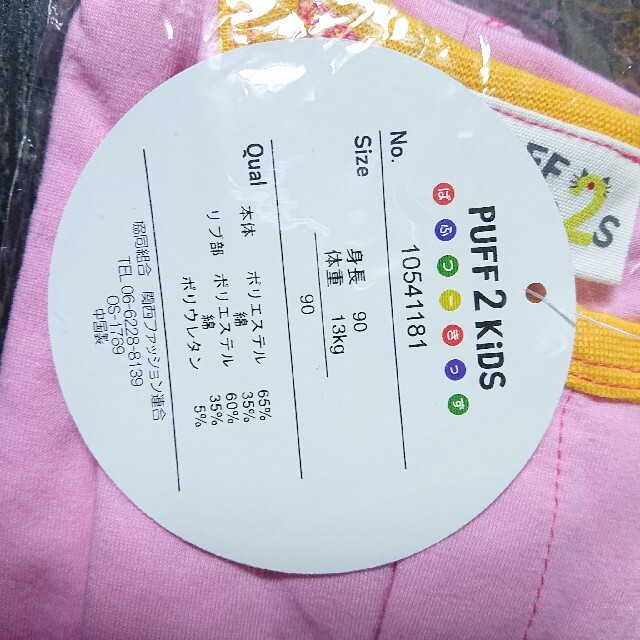 PUFF 2 KiDS
ぱふつーきっず
No. 10541181
Size
身長 90
体重 13kg
90
Qual 本体 ポリエステル 65%
綿 35%
リブ部 ポリエステル 60%
綿 35%
ポリウレタン 5%
協同組合 関西ファッション連合
TEL 06-6228-8139
OS-1789
中国製
2
S